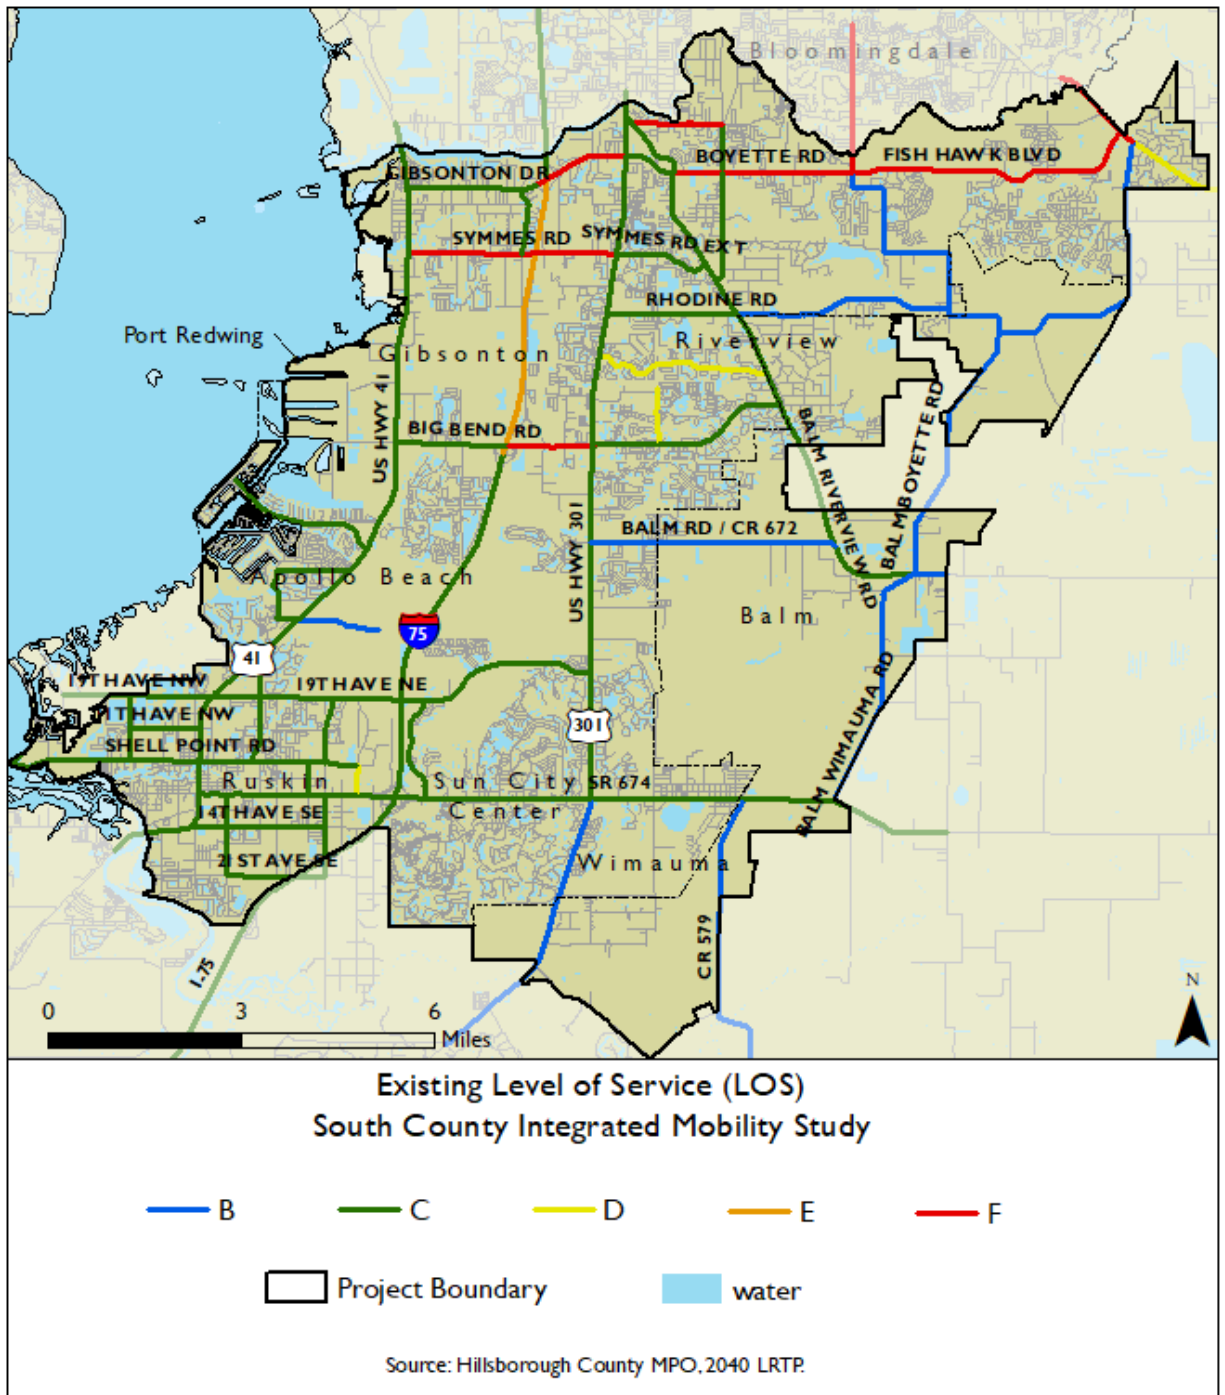 Bloomingdale
BOYETTE RD
FISH HAWK BLVD
GIBSONTON DR
SYMMES RD
SYMMES RD EXT
RHODINE RD
Port Redwing
Riverview
Gibsonton
US HWY 41
BIG BEND RD
BALM RIVERVIEW RD
BALM BOYETTE RD
US HWY 301
BALM RD / CR 672
Apollo Beach
Balm
75
41
19TH AVE NW
19TH AVE NE
11TH AVE NW
301
SHELL POINT RD
BALM WIMAUMA RD
Ruskin
Sun City
Center
SR 674
14TH AVE SE
21ST AVE SE
Wimauma
CR 579
I-75
N
0 3 6
Miles
Existing Level of Service (LOS)
South County Integrated Mobility Study
B C D E F
Project Boundary
water
Source: Hillsborough County MPO, 2040 LRTP.